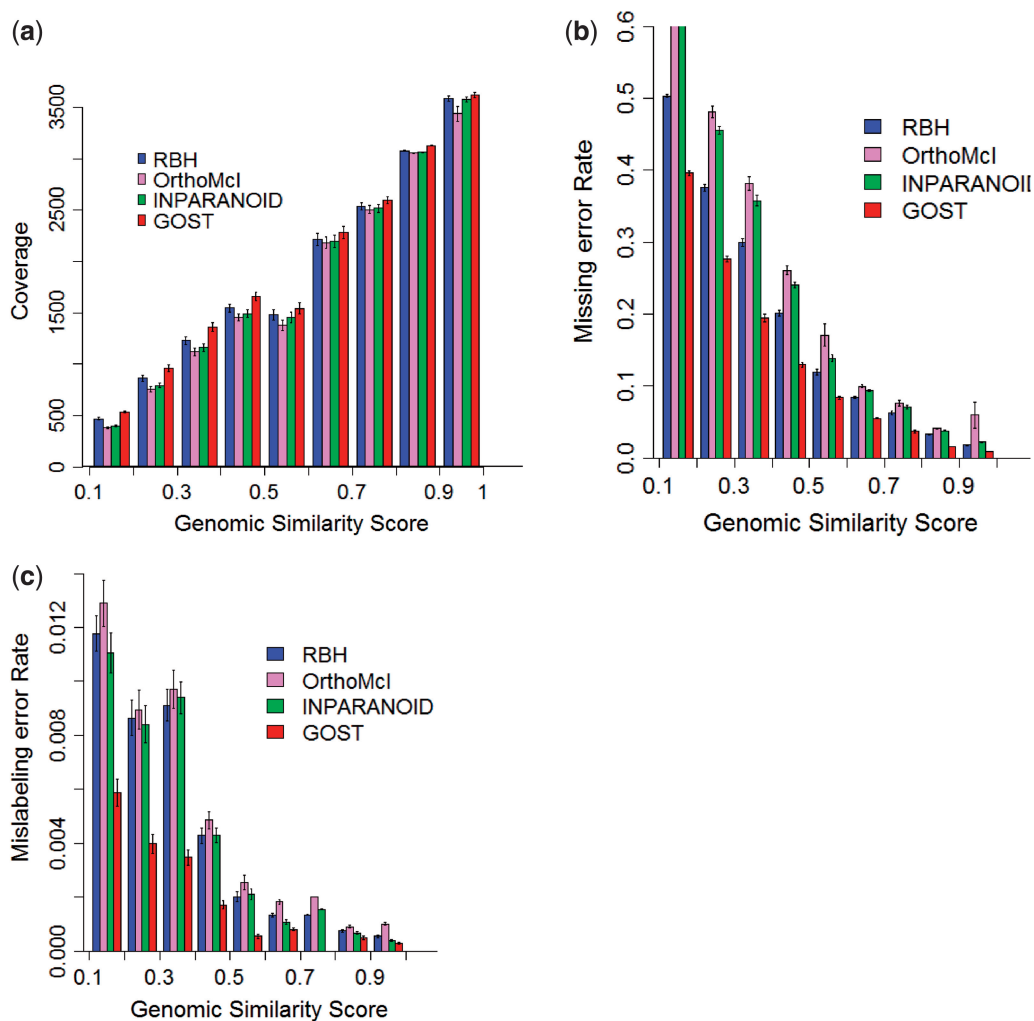 (a)
Coverage
3500
2500
1500
500
0
RBH
OrthoMcl
INPARANOID
GOST
0.1 0.3 0.5 0.7 0.9 1
Genomic Similarity Score
(b)
Missing error Rate
0.6
0.5
0.4
0.3
0.2
0.1
0.0
RBH
OrthoMcl
INPARANOII
GOST
0.1 0.3 0.5 0.7 0.9
Genomic Similarity Score
(c)
Mislabeling error Rate
0.012
0.008
0.004
0.000
RBH
OrthoMcl
INPARANOID
GOST
0.1 0.3 0.5 0.7 0.9
Genomic Similarity Score